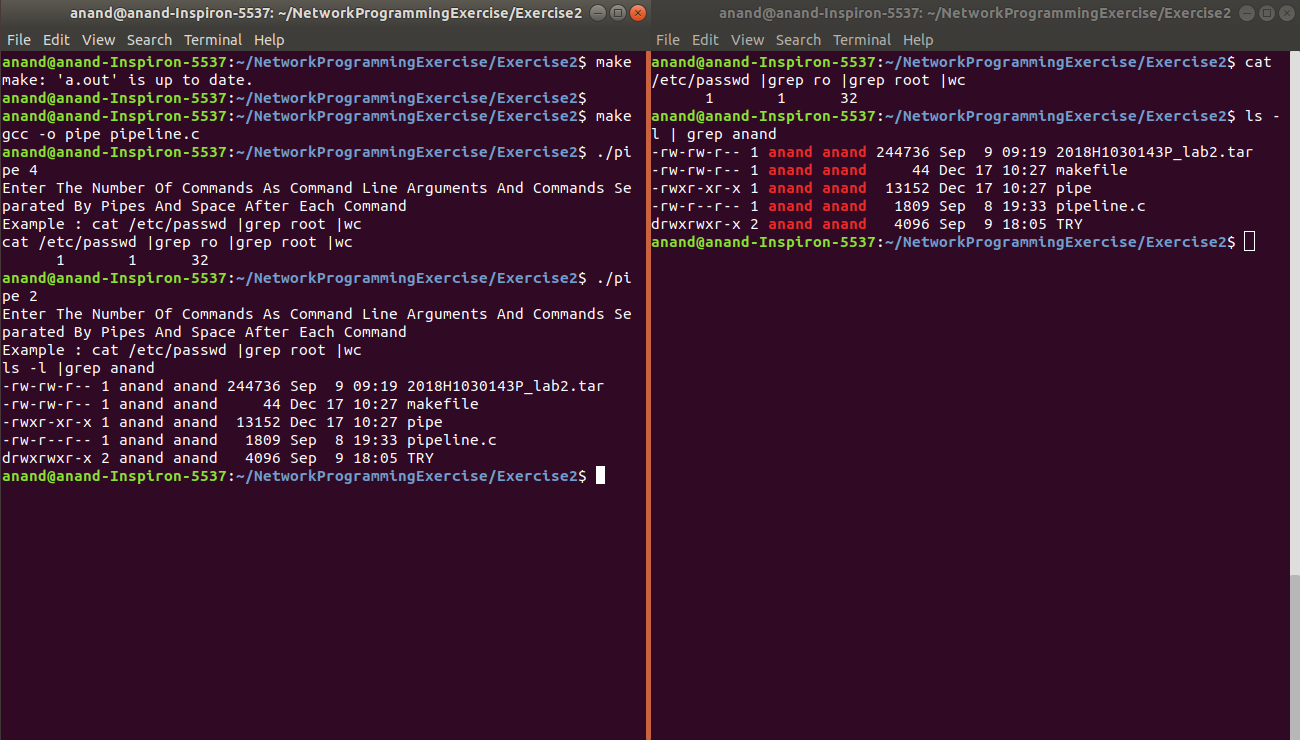 anand@anand-Inspiron-5537: ~/NetworkProgrammingExercise/Exercise2
File Edit View Search Terminal Help
anand@anand-Inspiron-5537:~/NetworkProgrammingExercise/Exercise2$ make
make: 'a.out' is up to date.
anand@anand-Inspiron-5537:~/NetworkProgrammingExercise/Exercise2$
anand@anand-Inspiron-5537:~/NetworkProgrammingExercise/Exercise2$ make
gcc -o pipe pipeline.c
anand@anand-Inspiron-5537:~/NetworkProgrammingExercise/Exercise2$ ./pi
pe 4
Enter The Number Of Commands As Command Line Arguments And Commands Se
parated By Pipes And Space After Each Command
Example : cat /etc/passwd |grep root |wc
cat /etc/passwd |grep ro |grep root |wc
      1       1      32
anand@anand-Inspiron-5537:~/NetworkProgrammingExercise/Exercise2$ ./pi
pe 2
Enter The Number Of Commands As Command Line Arguments And Commands Se
parated By Pipes And Space After Each Command
Example : cat /etc/passwd |grep root |wc
ls -l |grep anand
-rw-rw-r-- 1 anand anand 244736 Sep  9 09:19 2018H1030143P_lab2.tar
-rw-rw-r-- 1 anand anand     44 Dec 17 10:27 makefile
-rwxr-xr-x 1 anand anand  13152 Dec 17 10:27 pipe
-rw-r--r-- 1 anand anand   1809 Sep  8 19:33 pipeline.c
drwxrwxr-x 2 anand anand   4096 Sep  9 18:05 TRY
anand@anand-Inspiron-5537:~/NetworkProgrammingExercise/Exercise2$
anand@anand-Inspiron-5537: ~/NetworkProgrammingExercise/Exercise2
File Edit View Search Terminal Help
anand@anand-Inspiron-5537:~/NetworkProgrammingExercise/Exercise2$ cat
/etc/passwd |grep ro |grep root |wc
      1       1      32
anand@anand-Inspiron-5537:~/NetworkProgrammingExercise/Exercise2$ ls -
l | grep anand
-rw-rw-r-- 1 anand anand 244736 Sep  9 09:19 2018H1030143P_lab2.tar
-rw-rw-r-- 1 anand anand     44 Dec 17 10:27 makefile
-rwxr-xr-x 1 anand anand  13152 Dec 17 10:27 pipe
-rw-r--r-- 1 anand anand   1809 Sep  8 19:33 pipeline.c
drwxrwxr-x 2 anand anand   4096 Sep  9 18:05 TRY
anand@anand-Inspiron-5537:~/NetworkProgrammingExercise/Exercise2$